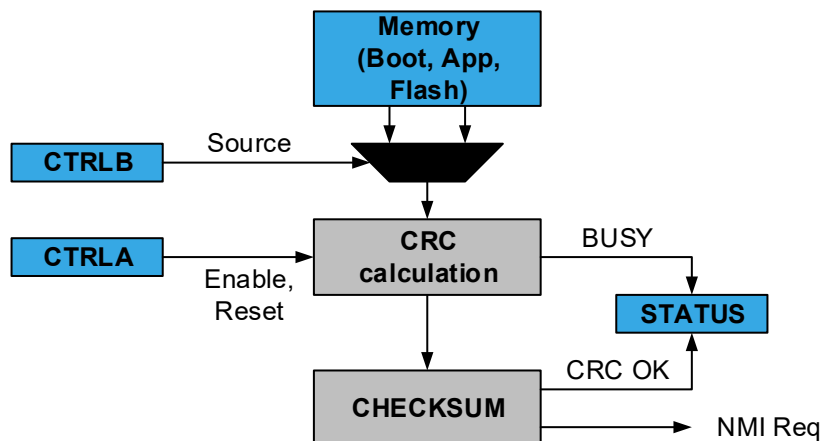 Memory
(Boot, App,
Flash)
CTRLB
Source
CTRLA
Enable,
Reset
CRC
calculation
BUSY
STATUS
CRC OK
CHECKSUM
NMI Req